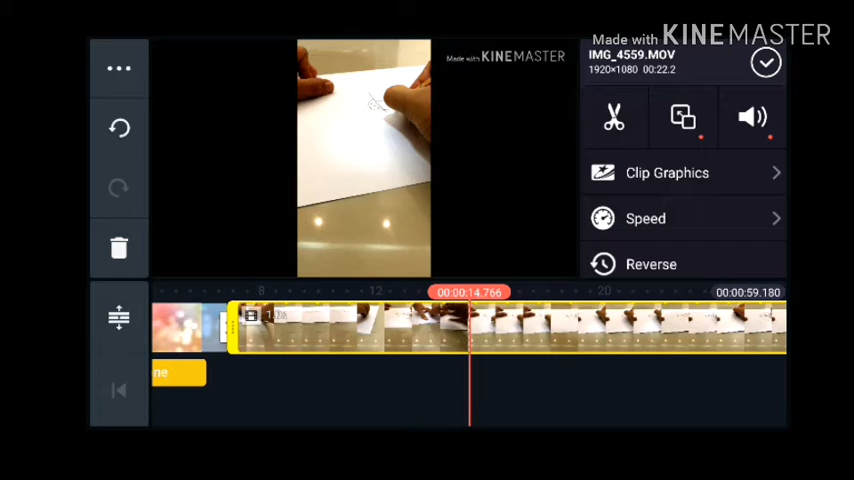 Made with KINEMASTER
Made with KINEMASTER
IMG_4559.MOV
1920×1080 00:22.2
Clip Graphics
Speed
Reverse
8
12
00:00:14.766
20
00:00:59.180
ne